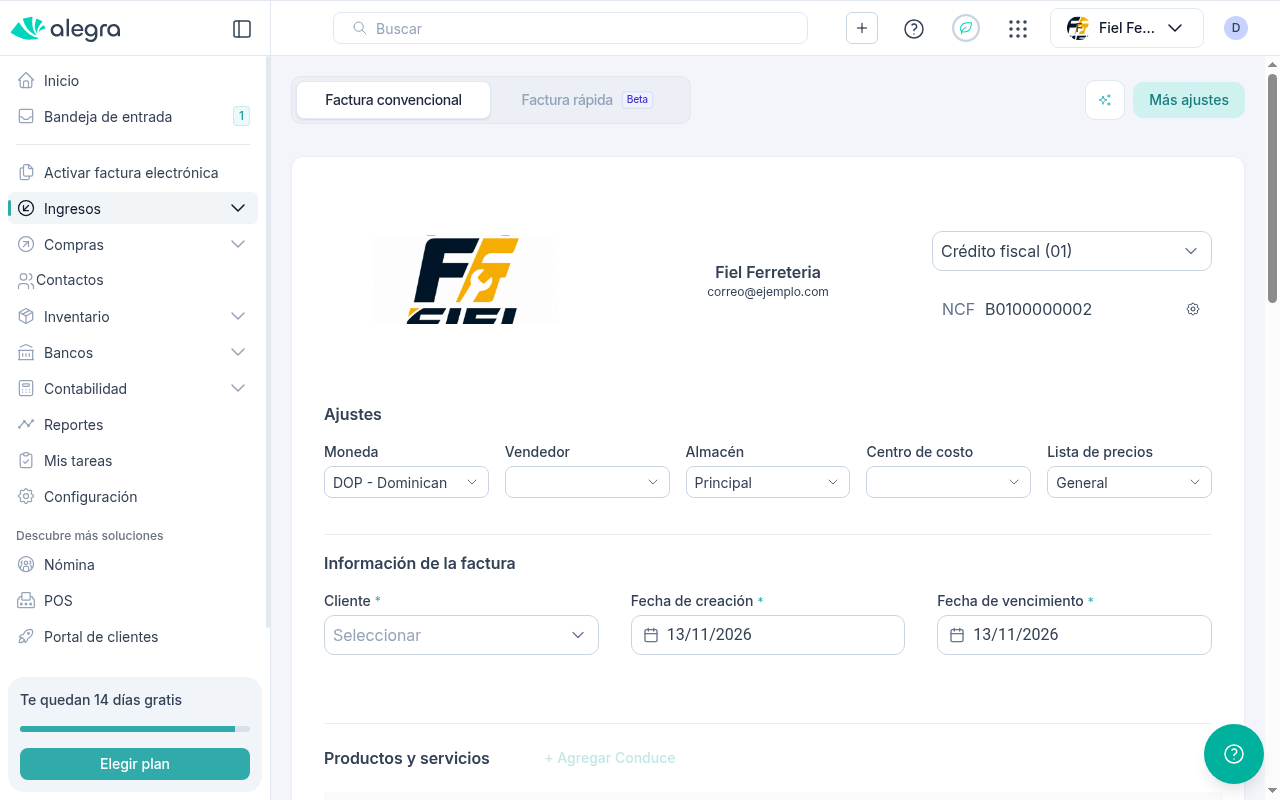 alegra
Buscar
Fiel Fe...
D
Inicio
Bandeja de entrada
1
Activar factura electrónica
Ingresos
Compras
Contactos
Inventario
Bancos
Contabilidad
Reportes
Mis tareas
Configuración
Descubre más soluciones
Nómina
POS
Portal de clientes
Te quedan 14 días gratis
Elegir plan
Factura convencional
Factura rápida Beta
Más ajustes
Fiel Ferreteria
correo@ejemplo.com
Crédito fiscal (01)
NCF B0100000002
Ajustes
Moneda
DOP - Dominican
Vendedor
Almacén
Principal
Centro de costo
Lista de precios
General
Información de la factura
Cliente *
Seleccionar
Fecha de creación *
13/11/2026
Fecha de vencimiento *
13/11/2026
Productos y servicios
+ Agregar Conduce